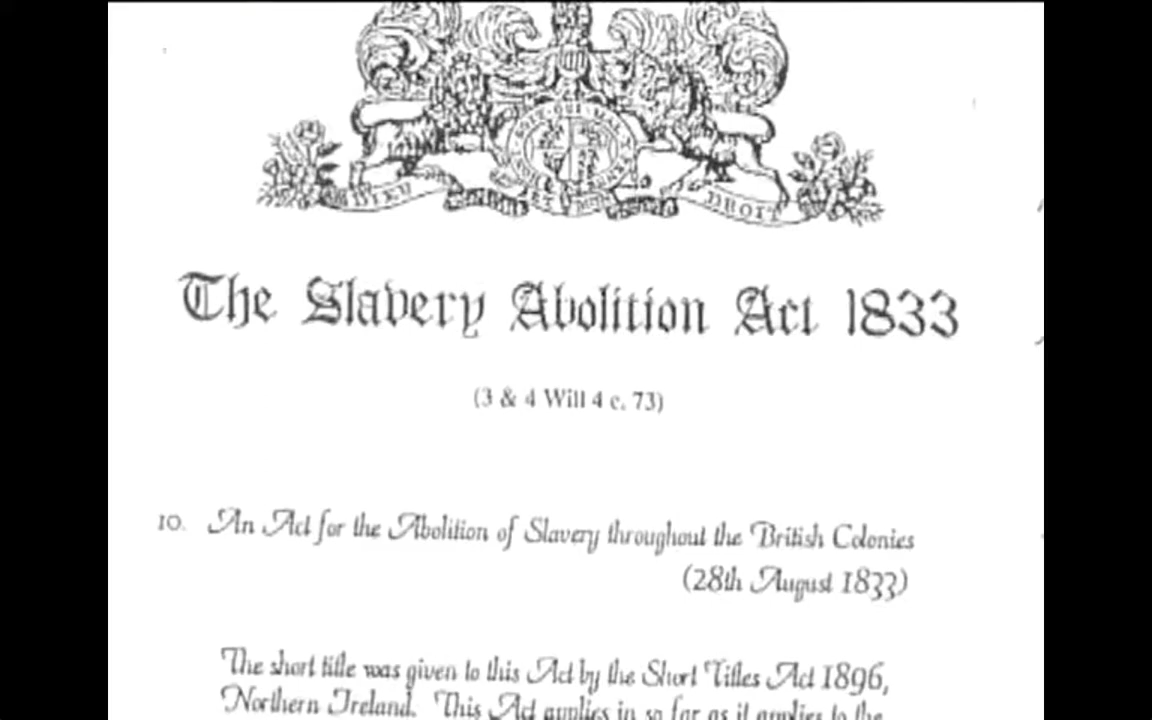 DIEU ET MON DROIT
The Slavery Abolition Act 1833
(3 & 4 Will 4 c. 73)
10. An Act for the Abolition of Slavery throughout the British Colonies
(28th August 1833)
The short title was given to this Act by the Short Titles Act 1896,
Northern Ireland. This Act applies in so far as it applies to the